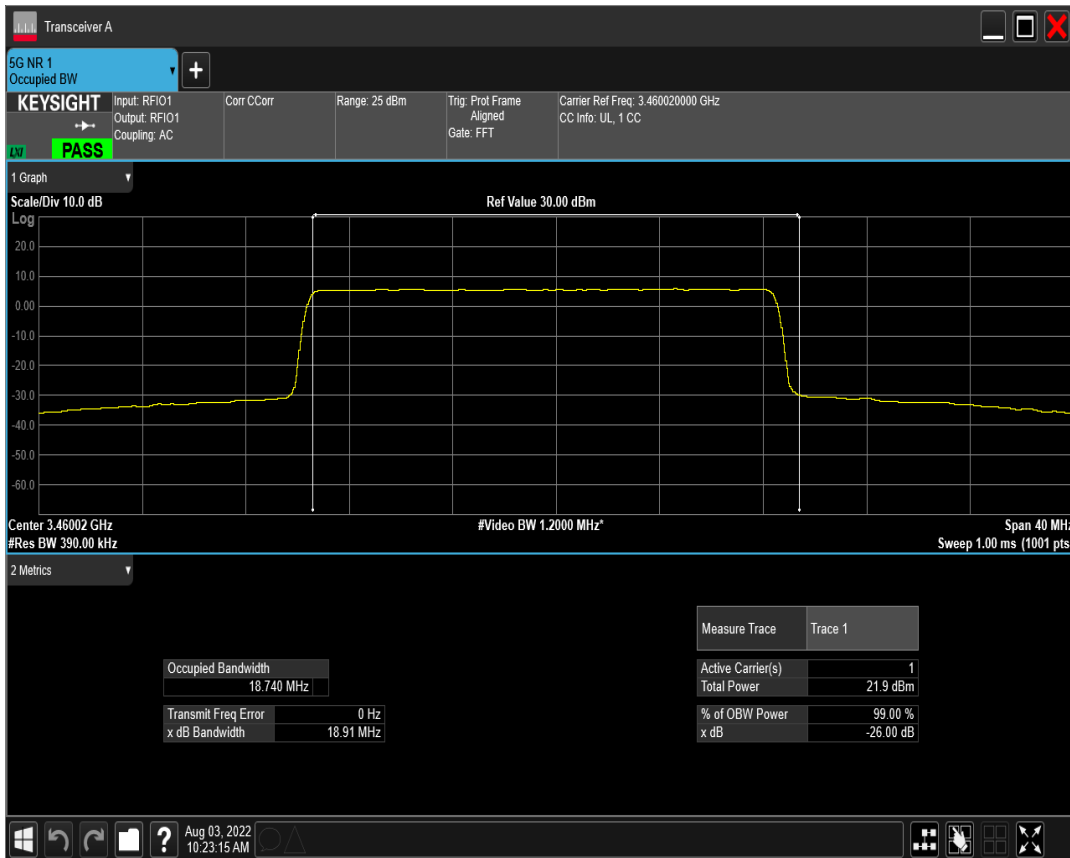 Transceiver A
5G NR 1
Occupied BW
+
KEYSIGHT
LXI
PASS
Input: RFIO1
Output: RFIO1
Coupling: AC
Corr CCorr
Range: 25 dBm
Trig: Prot Frame
Aligned
Gate: FFT
Carrier Ref Freq: 3.460020000 GHz
CC Info: UL, 1 CC
1 Graph
Scale/Div 10.0 dB
Ref Value 30.00 dBm
Log
20.0
10.0
0.00
-10.0
-20.0
-30.0
-40.0
-50.0
-60.0
Center 3.46002 GHz
#Video BW 1.2000 MHz*
Span 40 MHz
#Res BW 390.00 kHz
Sweep 1.00 ms (1001 pts
2 Metrics
Measure Trace Trace 1
Occupied Bandwidth
18.740 MHz
Active Carrier(s) 1
Total Power 21.9 dBm
Transmit Freq Error 0 Hz
x dB Bandwidth 18.91 MHz
% of OBW Power 99.00 %
x dB -26.00 dB
?
Aug 03, 2022
10:23:15 AM